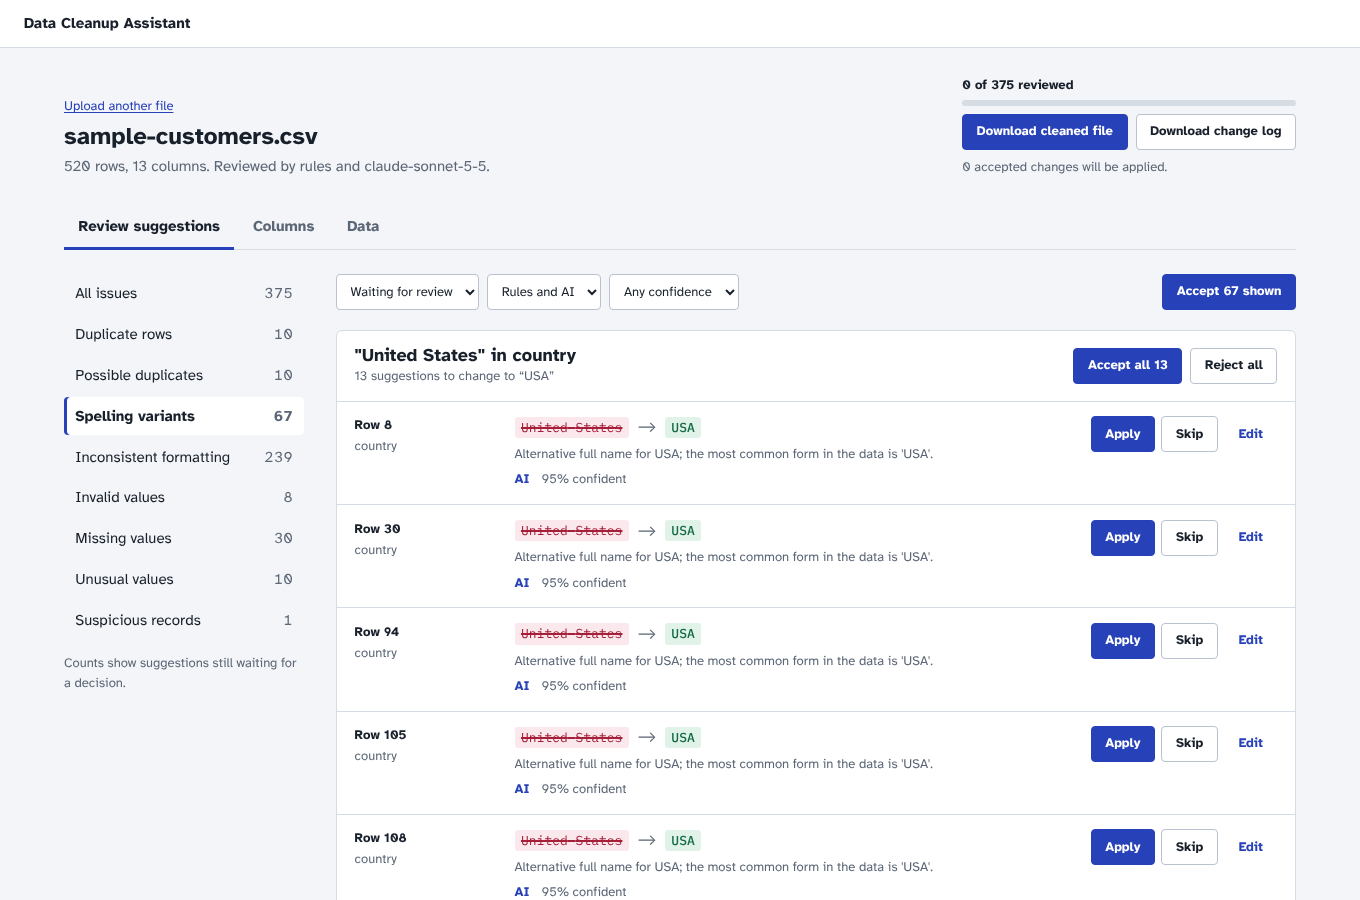 Data Cleanup Assistant
Upload another file
sample-customers.csv
520 rows, 13 columns. Reviewed by rules and claude-sonnet-5-5.
0 of 375 reviewed
Download cleaned file
Download change log
0 accepted changes will be applied.
Review suggestions
Columns
Data
All issues 375
Duplicate rows 10
Possible duplicates 10
Spelling variants 67
Inconsistent formatting 239
Invalid values 8
Missing values 30
Unusual values 10
Suspicious records 1
Counts show suggestions still waiting for
a decision.
Waiting for review
Rules and AI
Any confidence
Accept 67 shown
"United States" in country
13 suggestions to change to “USA”
Accept all 13
Reject all
Row 8
country
United States → USA
Alternative full name for USA; the most common form in the data is 'USA'.
AI 95% confident
Apply
Skip
Edit
Row 30
country
United States → USA
Alternative full name for USA; the most common form in the data is 'USA'.
AI 95% confident
Apply
Skip
Edit
Row 94
country
United States → USA
Alternative full name for USA; the most common form in the data is 'USA'.
AI 95% confident
Apply
Skip
Edit
Row 105
country
United States → USA
Alternative full name for USA; the most common form in the data is 'USA'.
AI 95% confident
Apply
Skip
Edit
Row 108
country
United States → USA
Alternative full name for USA; the most common form in the data is 'USA'.
AI 95% confident
Apply
Skip
Edit